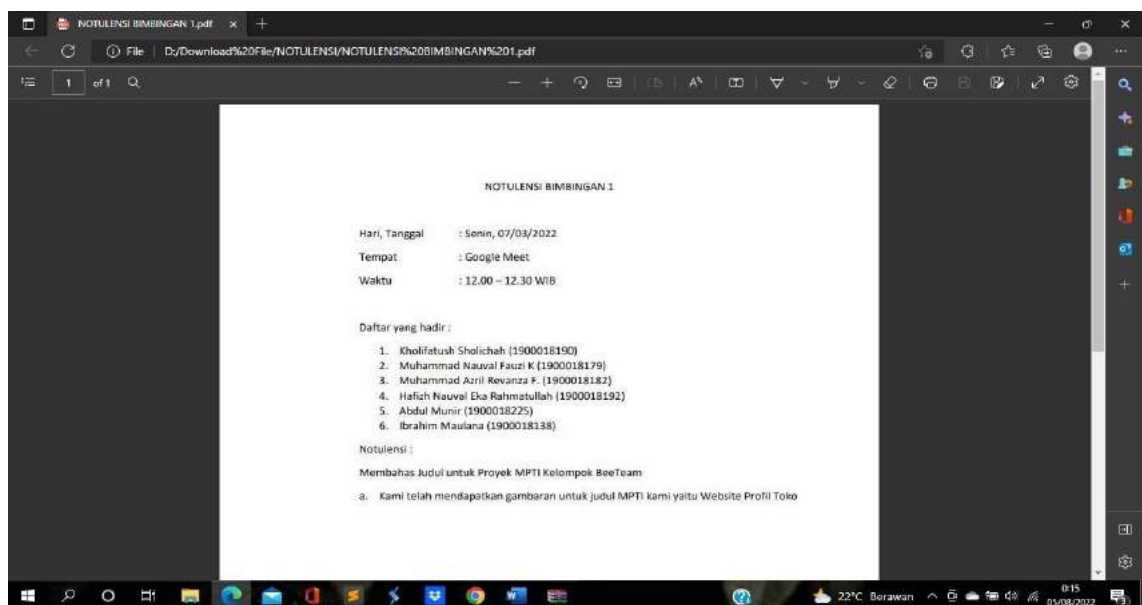 NOTULENSI BIMBINGAN 1.pdf
File D:/Download%20File/NOTULENSI/NOTULENSI%20BIMBINGAN%201.pdf
1 of 1
NOTULENSI BIMBINGAN 1
Hari, Tanggal : Senin, 07/03/2022
Tempat : Google Meet
Waktu : 12.00 – 12.30 WIB
Daftar yang hadir :
1. Kholifatush Sholichah (1900018190)
2. Muhammad Nauval Fauzi K (1900018179)
3. Muhammad Azril Revanza F. (1900018182)
4. Hafizh Nauval Eka Rahmatullah (1900018192)
5. Abdul Munir (1900018225)
6. Ibrahim Maulana (1900018138)
Notulensi :
Membahas Judul untuk Proyek MPTI Kelompok BeeTeam
a. Kami telah mendapatkan gambaran untuk judul MPTI kami yaitu Website Profil Toko
22°C Berawan
0:15
05/08/2022